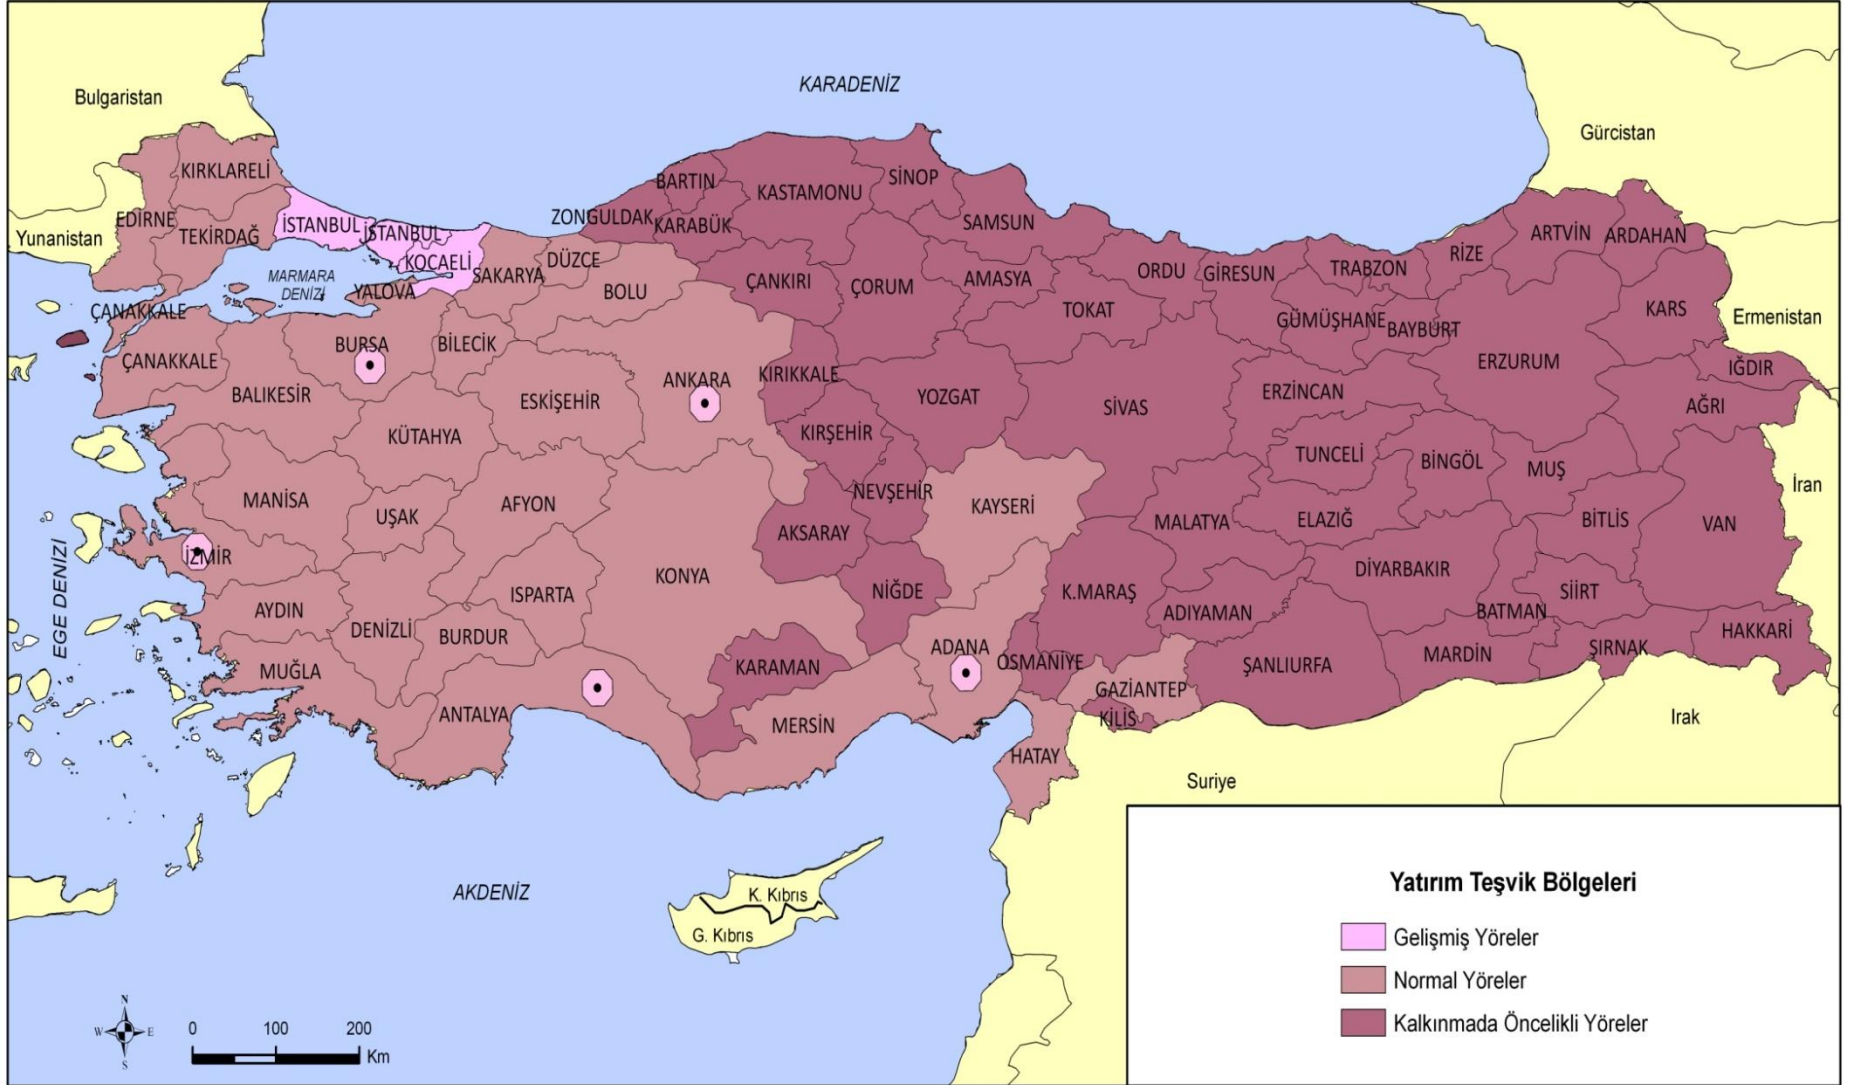 KARADENİZ
Bulgaristan
Gürcistan
KIRKLARELİ
BARTIN
KASTAMONU
SİNOP
EDİRNE
İSTANBUL
İSTANBUL
ZONGULDAK
KARABÜK
SAMSUN
ARTVİN
ARDAHAN
Yunanistan
TEKİRDAĞ
KOCAELİ
SAKARYA
DÜZCE
ORDU
GİRESUN
TRABZON
RİZE
MARMARA
DENİZİ
YALOVA
BOLU
ÇANKIRI
ÇORUM
AMASYA
TOKAT
GÜMÜŞHANE
BAYBURT
KARS
Ermenistan
ÇANAKKALE
ÇANAKKALE
BURSA
BİLECİK
ANKARA
KIRIKKALE
ERZURUM
IĞDIR
BALIKESİR
ESKİŞEHİR
YOZGAT
SİVAS
ERZİNCAN
AĞRI
KÜTAHYA
KIRŞEHİR
TUNCELİ
BİNGÖL
MUŞ
İran
MANİSA
UŞAK
AFYON
NEVŞEHİR
KAYSERİ
MALATYA
ELAZIĞ
BİTLİS
VAN
AKSARAY
EGE DENİZİ
İZMİR
KONYA
NİĞDE
K.MARAŞ
DİYARBAKIR
SİİRT
AYDIN
ISPARTA
ADIYAMAN
BATMAN
DENİZLİ
BURDUR
HAKKARİ
MUĞLA
KARAMAN
ADANA
OSMANİYE
ŞANLIURFA
MARDİN
ŞIRNAK
ANTALYA
MERSİN
GAZİANTEP
KİLİS
Irak
HATAY
Suriye
AKDENİZ
K. Kıbrıs
G. Kıbrıs
Yatırım Teşvik Bölgeleri
Gelişmiş Yöreler
Normal Yöreler
Kalkınmada Öncelikli Yöreler
N
W E
S
0 100 200
Km